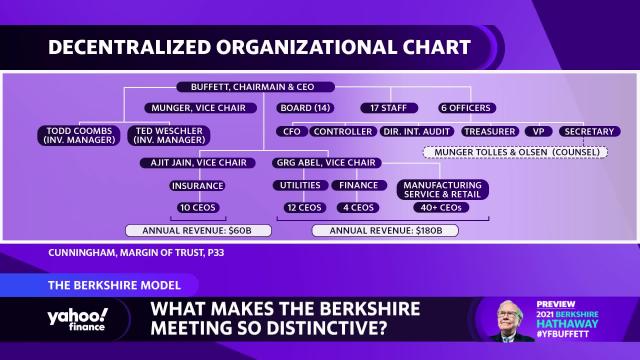 DECENTRALIZED ORGANIZATIONAL CHART
BUFFETT, CHAIRMAIN & CEO
MUNGER, VICE CHAIR
BOARD (14)
17 STAFF
6 OFFICERS
TODD COOMBS
(INV. MANAGER)
TED WESCHLER
(INV. MANAGER)
CFO
CONTROLLER
DIR. INT. AUDIT
TREASURER
VP
SECRETARY
MUNGER TOLLES & OLSEN (COUNSEL)
AJIT JAIN, VICE CHAIR
GRG ABEL, VICE CHAIR
INSURANCE
UTILITIES
FINANCE
MANUFACTURING
SERVICE & RETAIL
10 CEOS
12 CEOS
4 CEOS
40+ CEOs
ANNUAL REVENUE: $60B
ANNUAL REVENUE: $180B
CUNNINGHAM, MARGIN OF TRUST, P33
THE BERKSHIRE MODEL
yahoo!
finance
WHAT MAKES THE BERKSHIRE
MEETING SO DISTINCTIVE?
PREVIEW
2021 BERKSHIRE
HATHAWAY
#YFBUFFETT